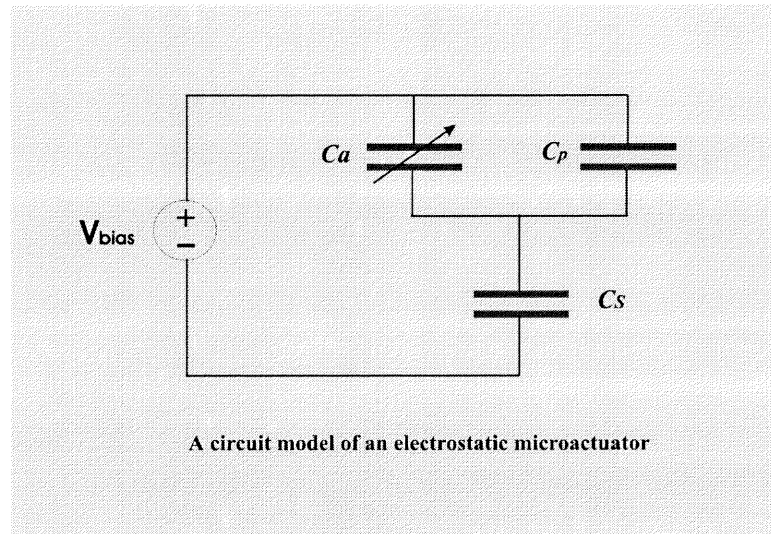 Ca
Cp
+
Vbias
−
Cs
A circuit model of an electrostatic microactuator